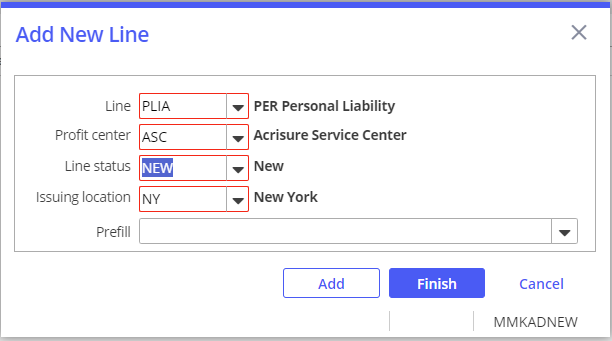 Add New Line
Line PLIA PER Personal Liability
Profit center ASC Acrisure Service Center
Line status NEW New
Issuing location NY New York
Prefill
Add Finish Cancel
MMKADNEW